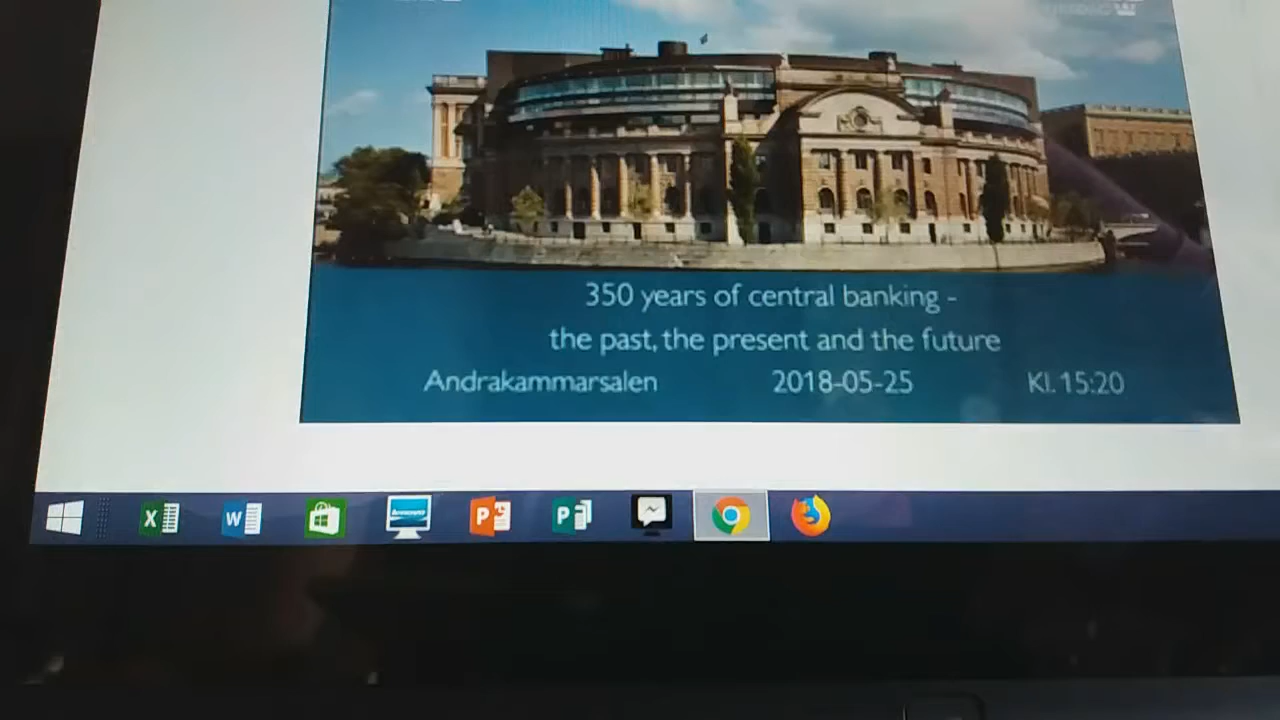 350 years of central banking -
the past, the present and the future
Andrakammarsalen 2018-05-25 Kl. 15:20